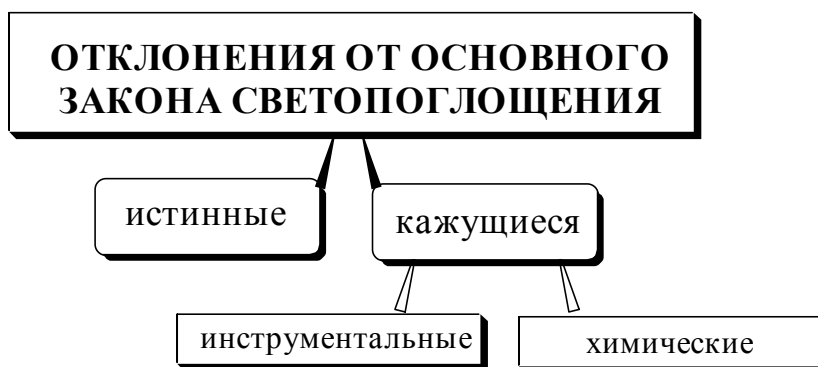 ОТКЛОНЕНИЯ ОТ ОСНОВНОГО
ЗАКОНА СВЕТОПОГЛОЩЕНИЯ
истинные
кажущиеся
инструментальные
химические